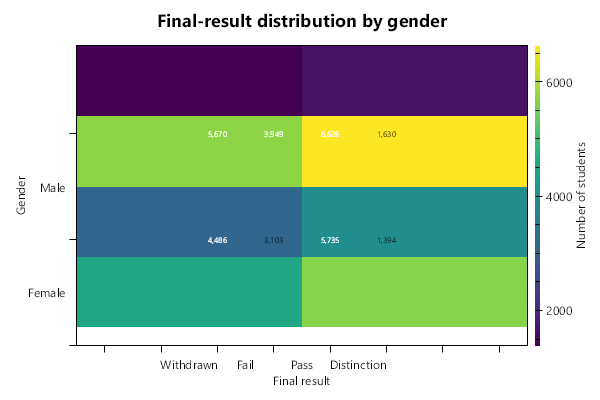 Final-result distribution by gender
6000
5,670 3,949 6,626 1,630
Number of students
Gender
Male
4000
4,486 3,103 5,735 1,394
Female
2000
Withdrawn Fail Pass Distinction
Final result